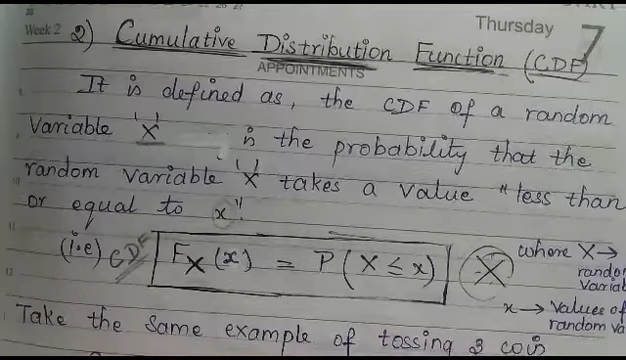 Week 2
Thursday
7
2) Cumulative Distribution Function (CDF)
APPOINTMENTS
It is defined as, the CDF of a random
variable 'X' is the probability that the
random variable 'X' takes a value "less than
or equal to x".
(i.e) CDF Fx (x) = P(X ≤ x) X where X→
random
variab
x → values of
random va
Take the same example of tossing 3 coin